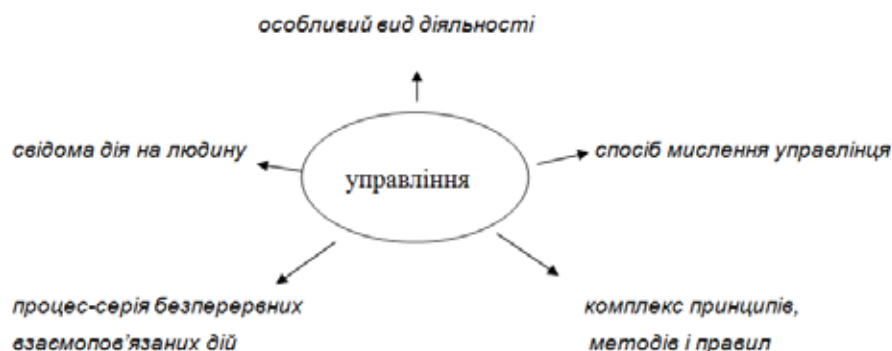 особливий вид діяльності
свідома дія на людину
спосіб мислення управлінця
управління
процес-серія безперервних
взаємопов’язаних дій
комплекс принципів,
методів і правил